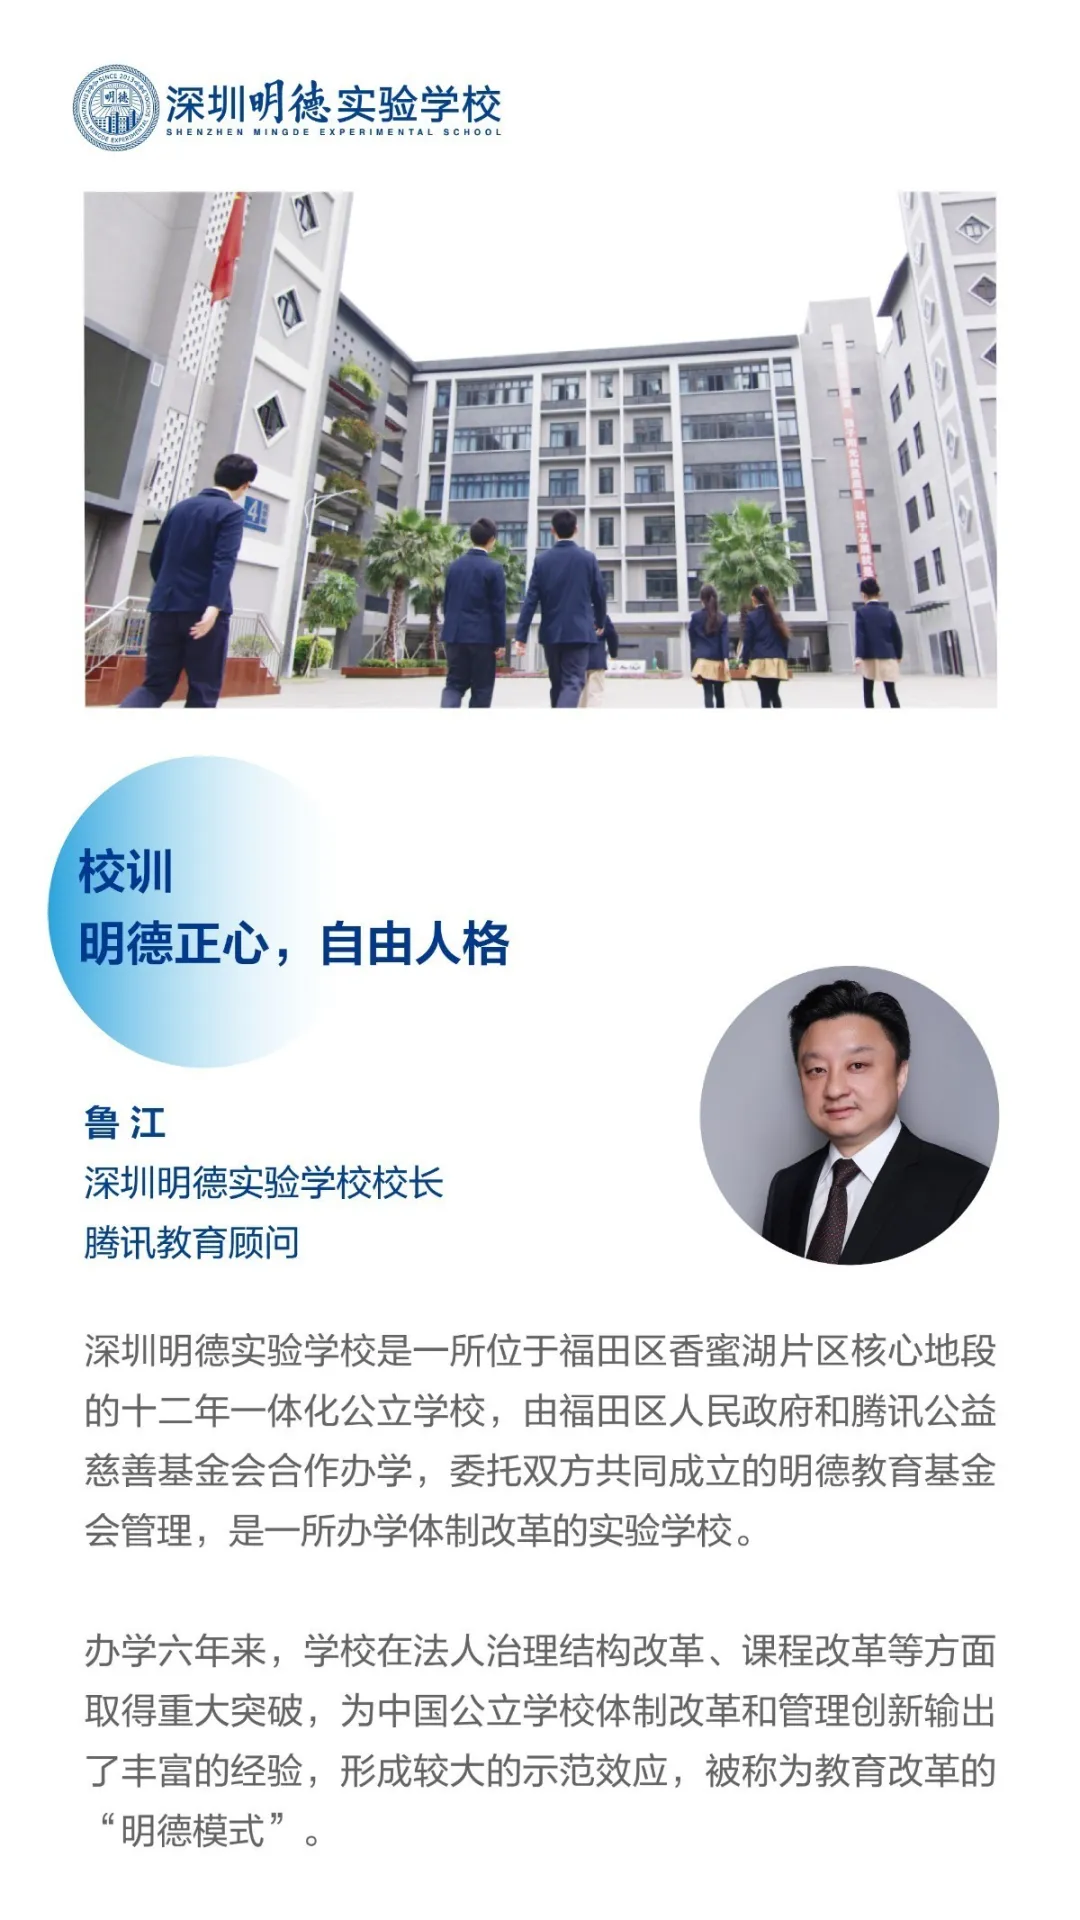 SINCE 2013
明德
SHENZHEN MINGDE EXPERIMENTAL SCHOOL
深圳明德实验学校
SHENZHEN MINGDE EXPERIMENTAL SCHOOL
4
校训
明德正心，自由人格
鲁 江
深圳明德实验学校校长
腾讯教育顾问
深圳明德实验学校是一所位于福田区香蜜湖片区核心地段
的十二年一体化公立学校，由福田区人民政府和腾讯公益
慈善基金会合作办学，委托双方共同成立的明德教育基金
会管理，是一所办学体制改革的实验学校。
办学六年来，学校在法人治理结构改革、课程改革等方面
取得重大突破，为中国公立学校体制改革和管理创新输出
了丰富的经验，形成较大的示范效应，被称为教育改革的
“明德模式”。